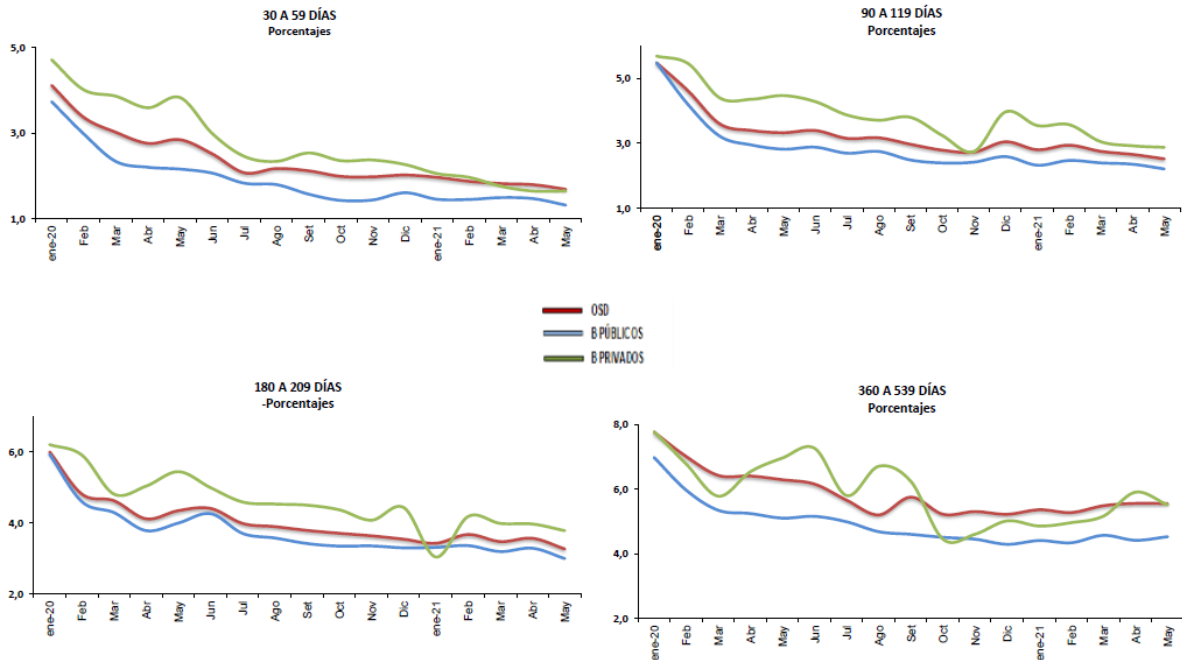 30 A 59 DÍAS
Porcentajes
5,0
3,0
1,0
ene-20 Feb Mar Abr May Jun Jul Ago Set Oct Nov Dic ene-21 Feb Mar Abr May
90 A 119 DÍAS
Porcentajes
5,0
3,0
1,0
ene-20 Feb Mar Abr May Jun Jul Ago Set Oct Nov Dic ene-21 Feb Mar Abr May
OSD
B PÚBLICOS
B PRIVADOS
180 A 209 DÍAS
-Porcentajes
6,0
4,0
2,0
ene-20 Feb Mar Abr May Jun Jul Ago Set Oct Nov Dic ene-21 Feb Mar Abr May
360 A 539 DÍAS
Porcentajes
8,0
6,0
4,0
2,0
ene-20 Feb Mar Abr May Jun Jul Ago Set Oct Nov Dic ene-21 Feb Mar Abr May